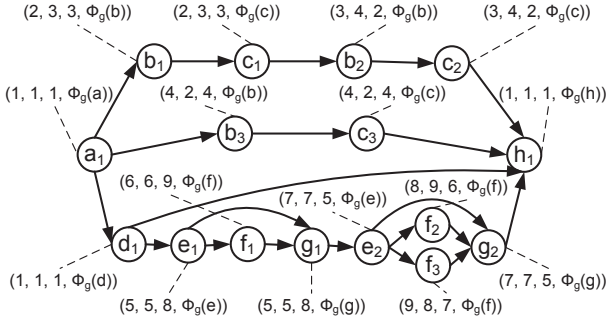 (2, 3, 3, Φg(b)) (2, 3, 3, Φg(c)) (3, 4, 2, Φg(b)) (3, 4, 2, Φg(c))
b1 c1 b2 c2
(1, 1, 1, Φg(a)) (4, 2, 4, Φg(b)) (4, 2, 4, Φg(c)) (1, 1, 1, Φg(h))
b3 c3
a1 h1
(6, 6, 9, Φg(f)) (7, 7, 5, Φg(e)) (8, 9, 6, Φg(f))
f2
d1 e1 f1 g1 e2 g2
f3
(1, 1, 1, Φg(d)) (5, 5, 8, Φg(e)) (5, 5, 8, Φg(g)) (9, 8, 7, Φg(f)) (7, 7, 5, Φg(g))